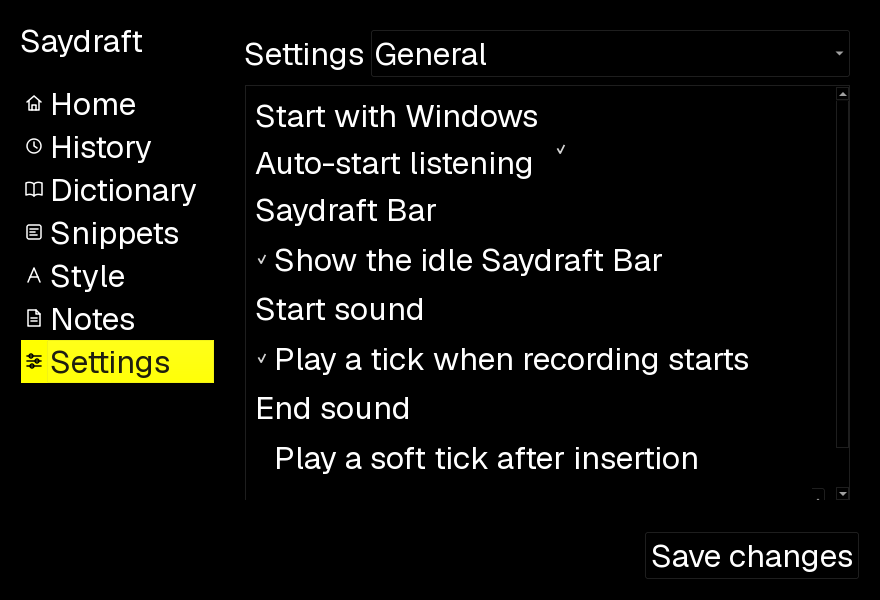 Saydraft
Home
History
Dictionary
Snippets
Style
Notes
Settings
Settings General
Start with Windows
Auto-start listening
Saydraft Bar
Show the idle Saydraft Bar
Start sound
Play a tick when recording starts
End sound
Play a soft tick after insertion
Save changes